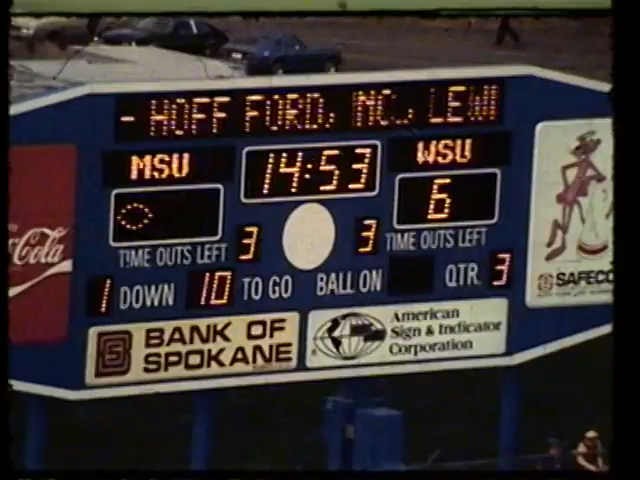 - HOFF FORD, INC., LEWI
MSU 14:53 WSU
6
TIME OUTS LEFT 3 3 TIME OUTS LEFT
1 DOWN 10 TO GO BALL ON QTR. 3
Coca-Cola
SAFECO
BANK OF
SPOKANE
American
Sign & Indicator
Corporation